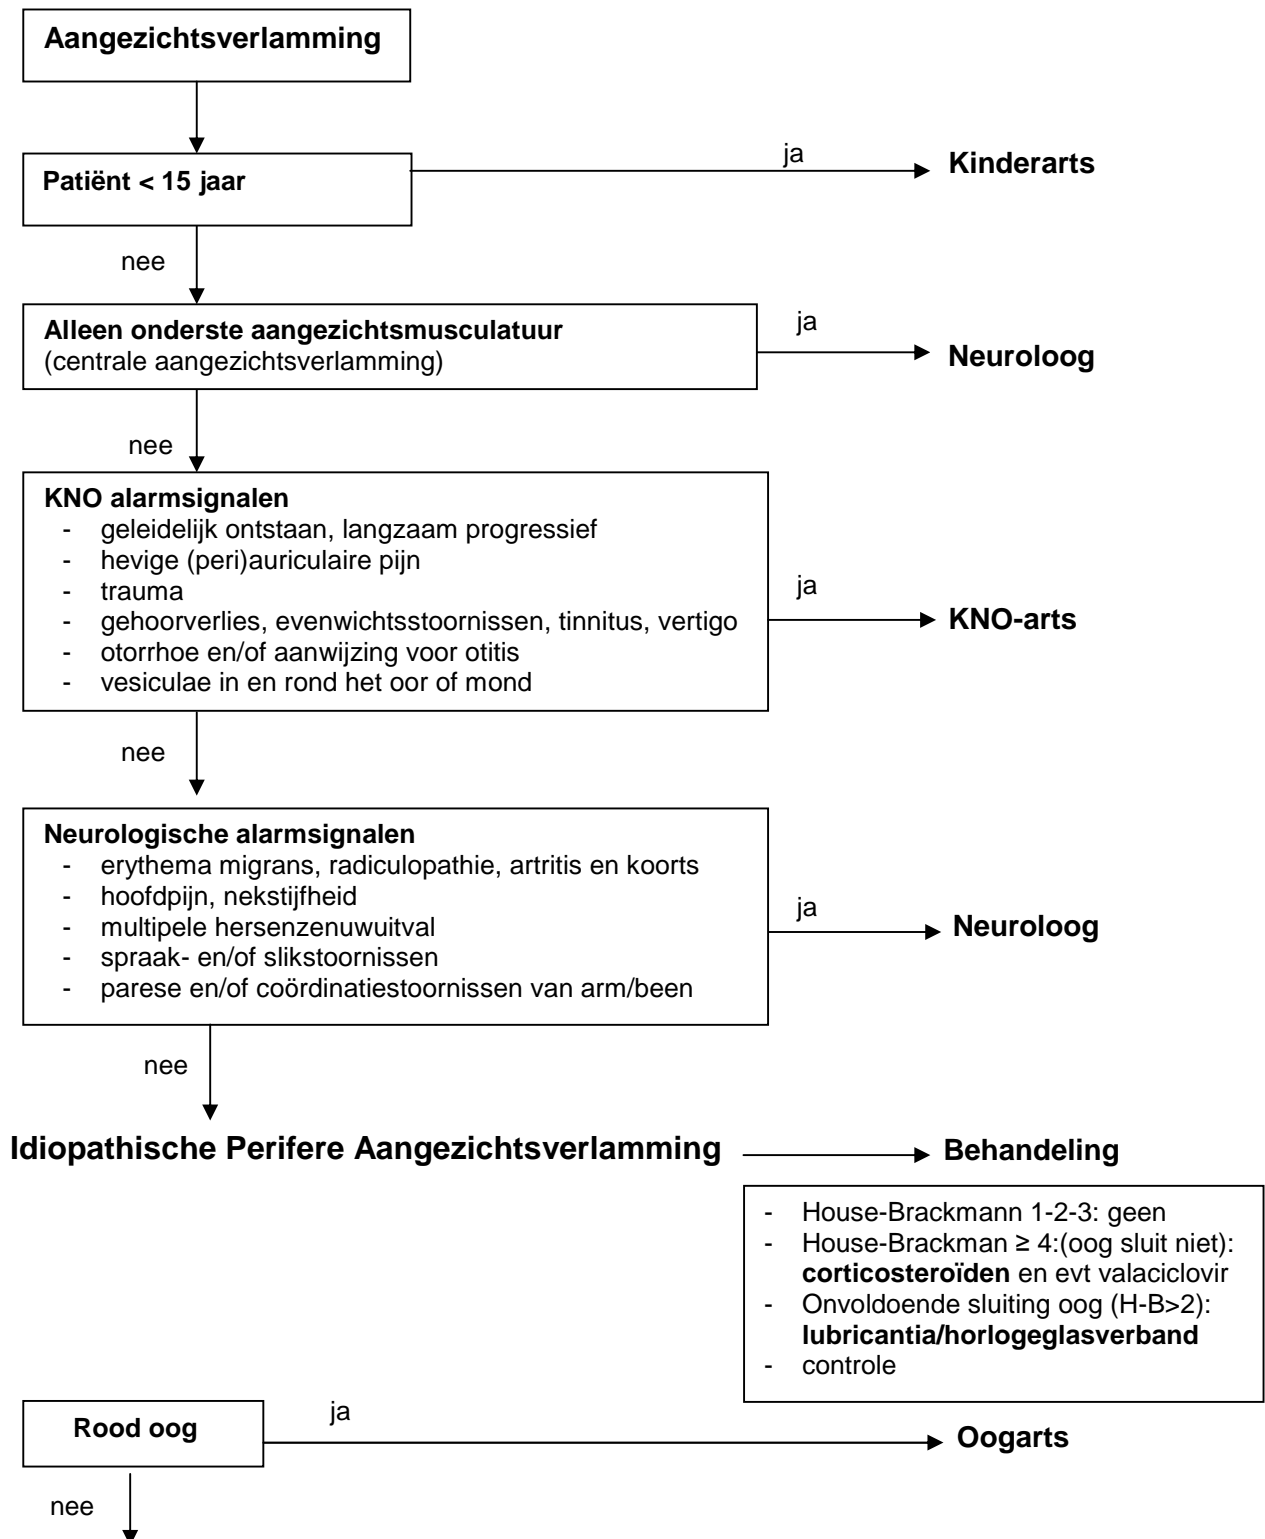 Aangezichtsverlamming
ja
Kinderarts
Patiënt < 15 jaar
nee
Alleen onderste aangezichtsmusculatuur
(centrale aangezichtsverlamming)
ja
Neuroloog
nee
KNO alarmsignalen
- geleidelijk ontstaan, langzaam progressief
- hevige (peri)auriculaire pijn
- trauma
- gehoorverlies, evenwichtsstoornissen, tinnitus, vertigo
- otorrhoe en/of aanwijzing voor otitis
- vesiculae in en rond het oor of mond
ja
KNO-arts
nee
Neurologische alarmsignalen
- erythema migrans, radiculopathie, artritis en koorts
- hoofdpijn, nekstijfheid
- multipele hersenzenuwuitval
- spraak- en/of slikstoornissen
- parese en/of coördinatiestoornissen van arm/been
ja
Neuroloog
nee
Idiopathische Perifere Aangezichtsverlamming
Behandeling
- House-Brackmann 1-2-3: geen
- House-Brackman ≥ 4:(oog sluit niet):
corticosteroïden en evt valaciclovir
- Onvoldoende sluiting oog (H-B>2):
lubricantia/horlogeglasverband
- controle
Rood oog
ja
Oogarts
nee